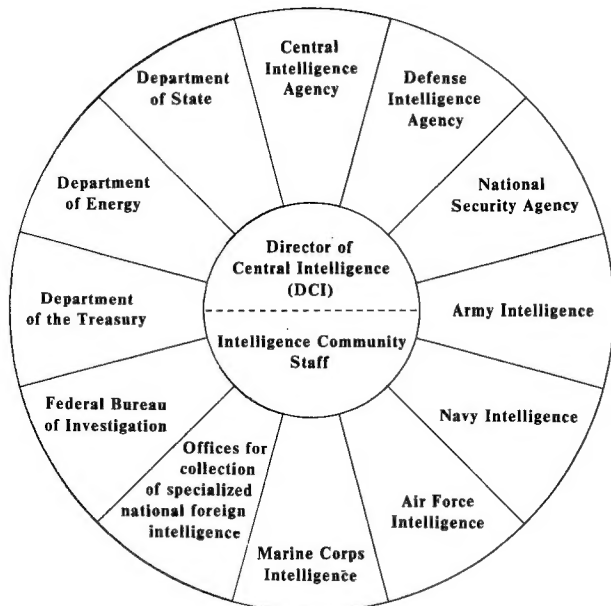 Central
Intelligence
Agency
Defense
Intelligence
Agency
National
Security Agency
Army Intelligence
Navy Intelligence
Air Force
Intelligence
Marine Corps
Intelligence
Offices for
collection
of specialized
national foreign
intelligence
Federal Bureau
of Investigation
Department
of the Treasury
Department
of Energy
Department
of State
Director of
Central Intelligence
(DCI)
Intelligence Community
Staff